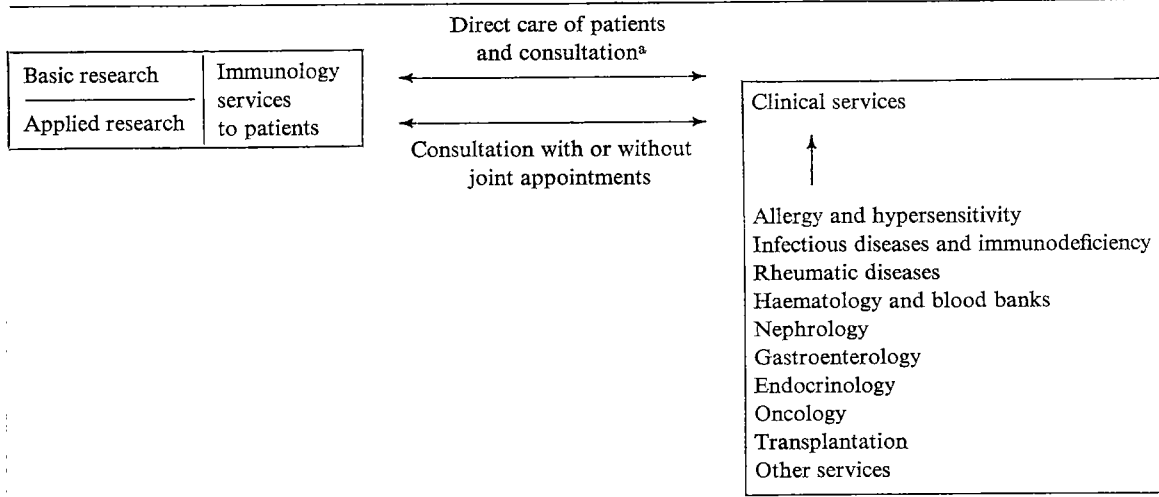 Direct care of patients
and consultationᵃ
Basic research
Applied research
Immunology
services
to patients
Consultation with or without
joint appointments
Clinical services
Allergy and hypersensitivity
Infectious diseases and immunodeficiency
Rheumatic diseases
Haematology and blood banks
Nephrology
Gastroenterology
Endocrinology
Oncology
Transplantation
Other services